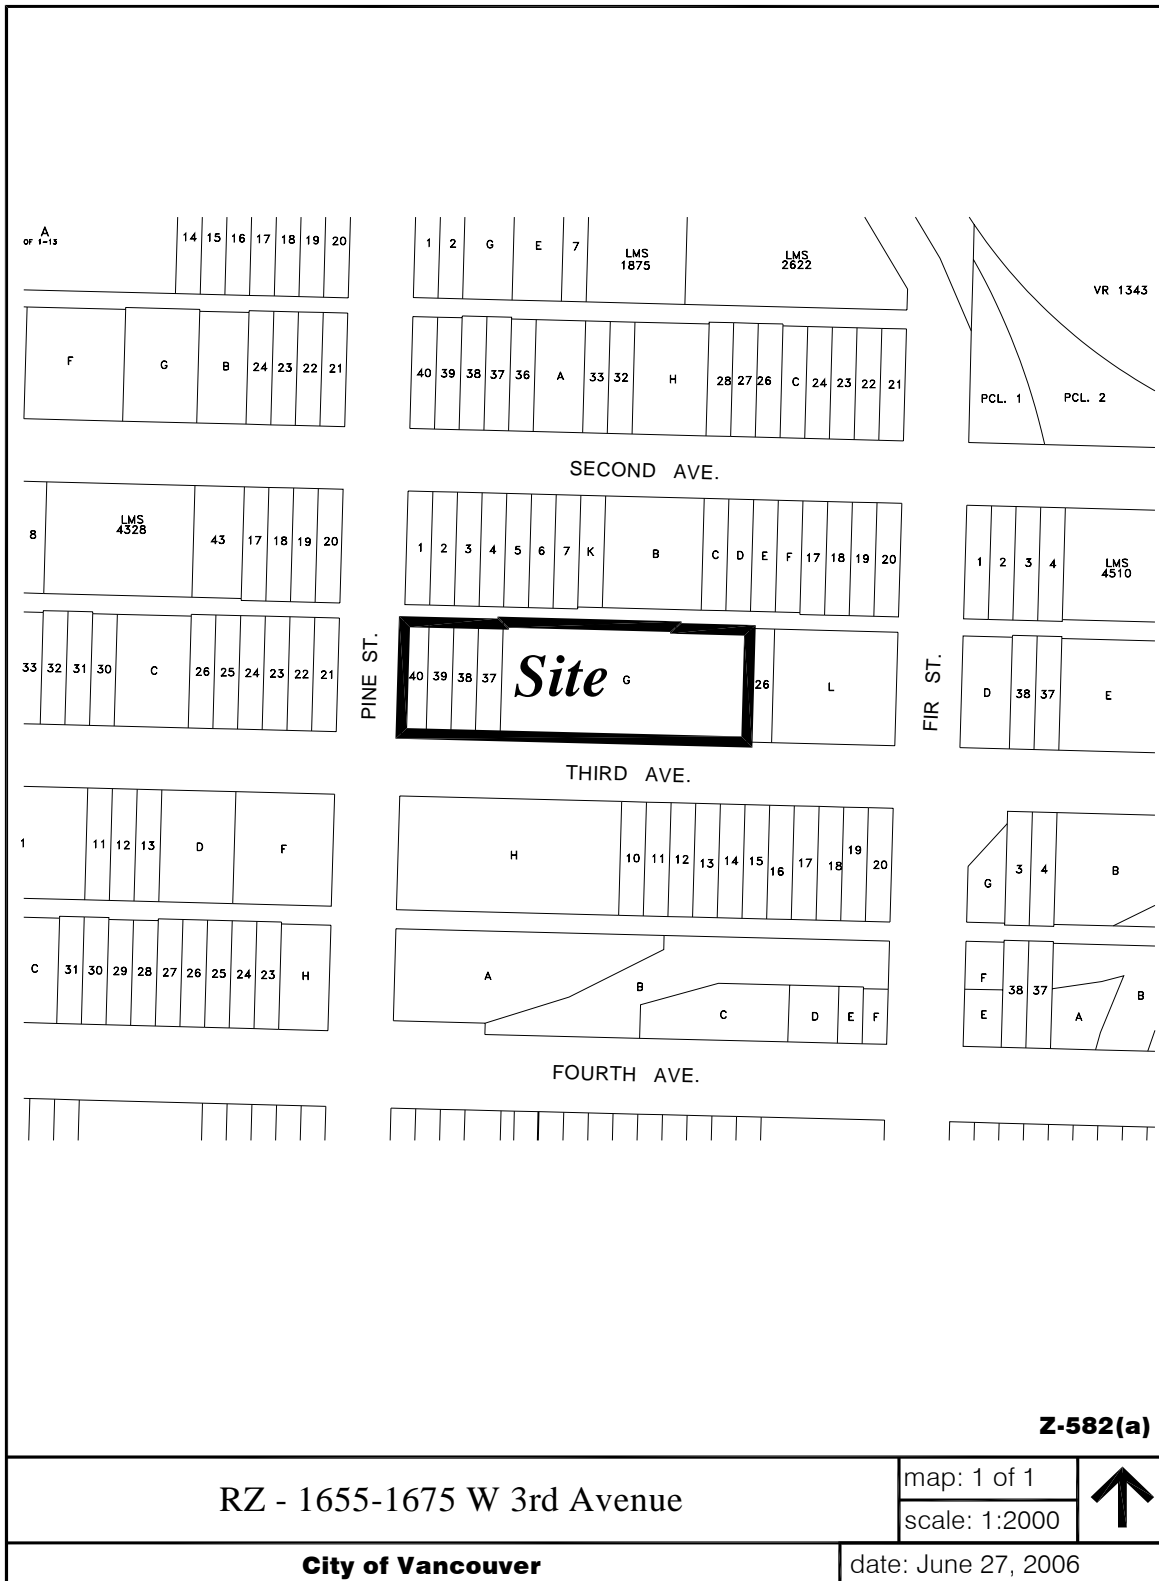 A
OF 1-13
14 15 16 17 18 19 20
1 2 G E 7
LMS
1875
LMS
2622
VR 1343
F G B 24 23 22 21
40 39 38 37 36 A 33 32 H 28 27 26 C 24 23 22 21
PCL. 1 PCL. 2
SECOND AVE.
8
LMS
4328
43 17 18 19 20
1 2 3 4 5 6 7 K B C D E F 17 18 19 20
1 2 3 4
LMS
4510
33 32 31 30 C 26 25 24 23 22 21
PINE ST.
40 39 38 37 Site G 26 L
FIR ST.
D 38 37 E
THIRD AVE.
1 11 12 13 D F
H 10 11 12 13 14 15 16 17 18 19 20
G 3 4 B
C 31 30 29 28 27 26 25 24 23 H
A B C D E F
F E 38 37 A B
FOURTH AVE.
Z-582(a)
RZ - 1655-1675 W 3rd Avenue
map: 1 of 1
scale: 1:2000
City of Vancouver
date: June 27, 2006